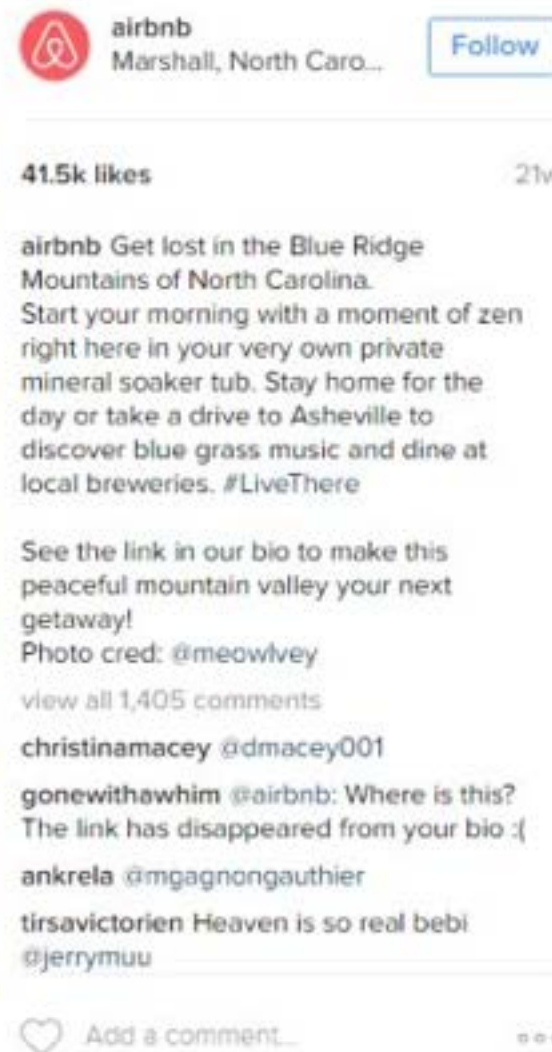 airbnb
Marshall, North Caro...
Follow
41.5k likes
21w
airbnb Get lost in the Blue Ridge
Mountains of North Carolina.
Start your morning with a moment of zen
right here in your very own private
mineral soaker tub. Stay home for the
day or take a drive to Asheville to
discover blue grass music and dine at
local breweries. #LiveThere
See the link in our bio to make this
peaceful mountain valley your next
getaway!
Photo cred: @meowlvey
view all 1,405 comments
christinamacey @dmacey001
gonewithawhim @airbnb: Where is this?
The link has disappeared from your bio :(
ankrela @mgagnongauthier
tirsavictorien Heaven is so real bebi
@jerrymuu
Add a comment...